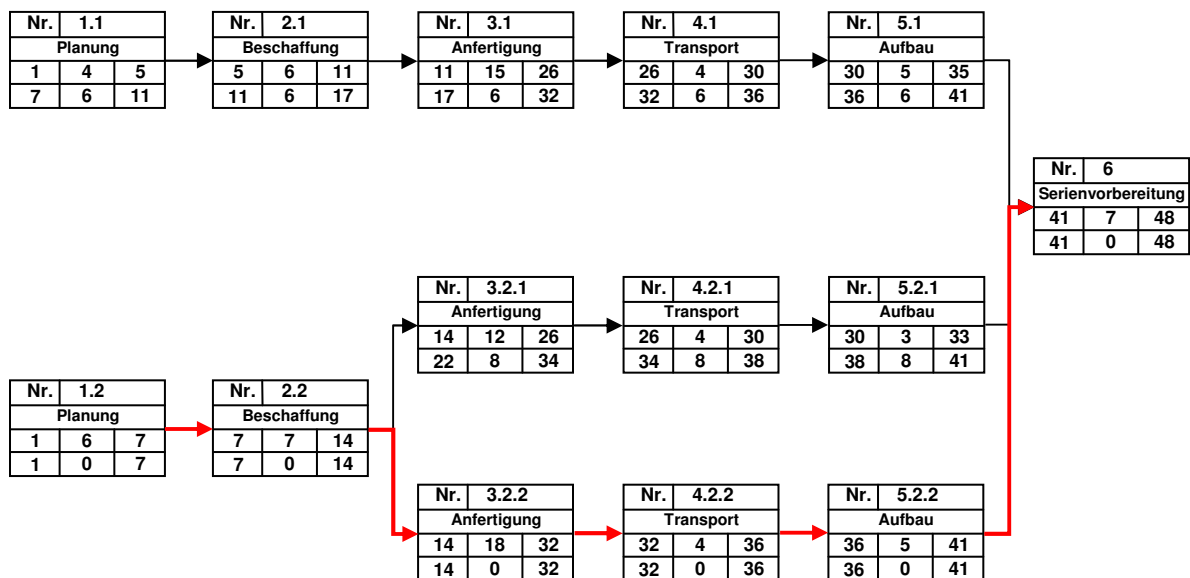 Nr. 1.1
Planung
1 4 5
7 6 11
Nr. 2.1
Beschaffung
5 6 11
11 6 17
Nr. 3.1
Anfertigung
11 15 26
17 6 32
Nr. 4.1
Transport
26 4 30
32 6 36
Nr. 5.1
Aufbau
30 5 35
36 6 41
Nr. 6
Serienvorbereitung
41 7 48
41 0 48
Nr. 3.2.1
Anfertigung
14 12 26
22 8 34
Nr. 4.2.1
Transport
26 4 30
34 8 38
Nr. 5.2.1
Aufbau
30 3 33
38 8 41
Nr. 1.2
Planung
1 6 7
1 0 7
Nr. 2.2
Beschaffung
7 7 14
7 0 14
Nr. 3.2.2
Anfertigung
14 18 32
14 0 32
Nr. 4.2.2
Transport
32 4 36
32 0 36
Nr. 5.2.2
Aufbau
36 5 41
36 0 41